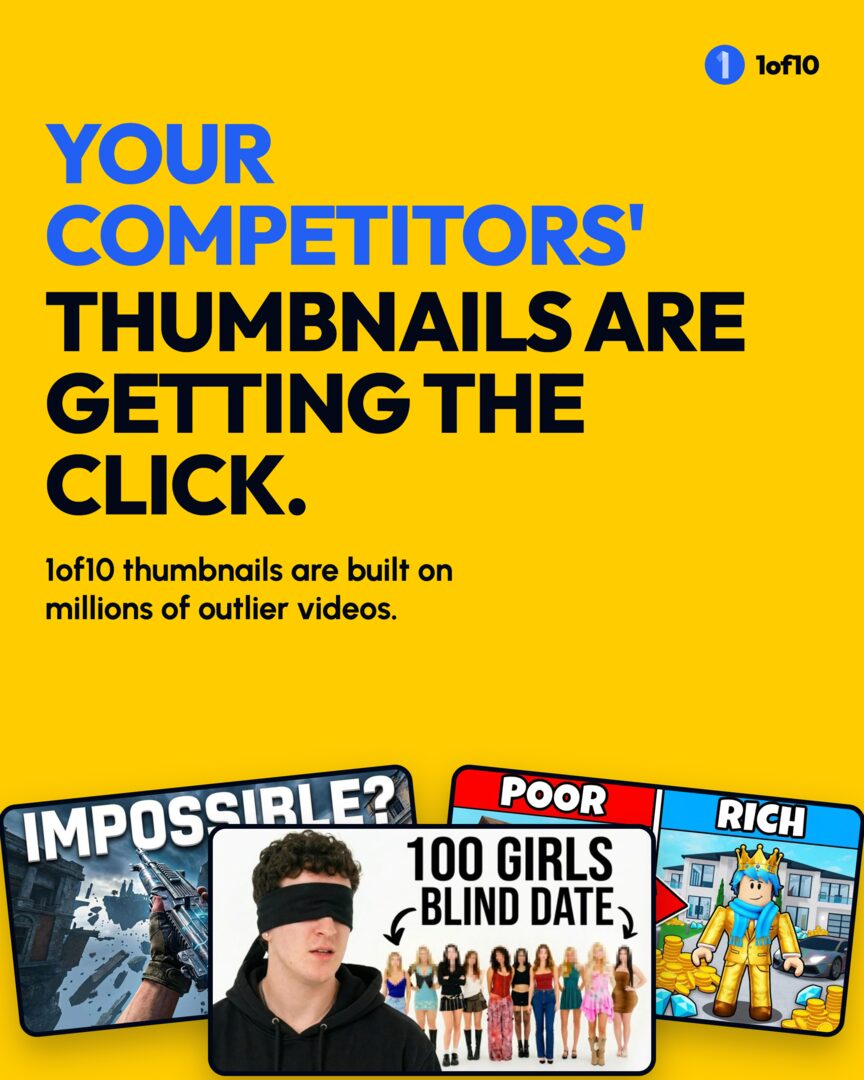 1of10
YOUR
COMPETITORS'
THUMBNAILS ARE
GETTING THE
CLICK.
1of10 thumbnails are built on
millions of outlier videos.
IMPOSSIBLE?
POOR
RICH
100 GIRLS
BLIND DATE